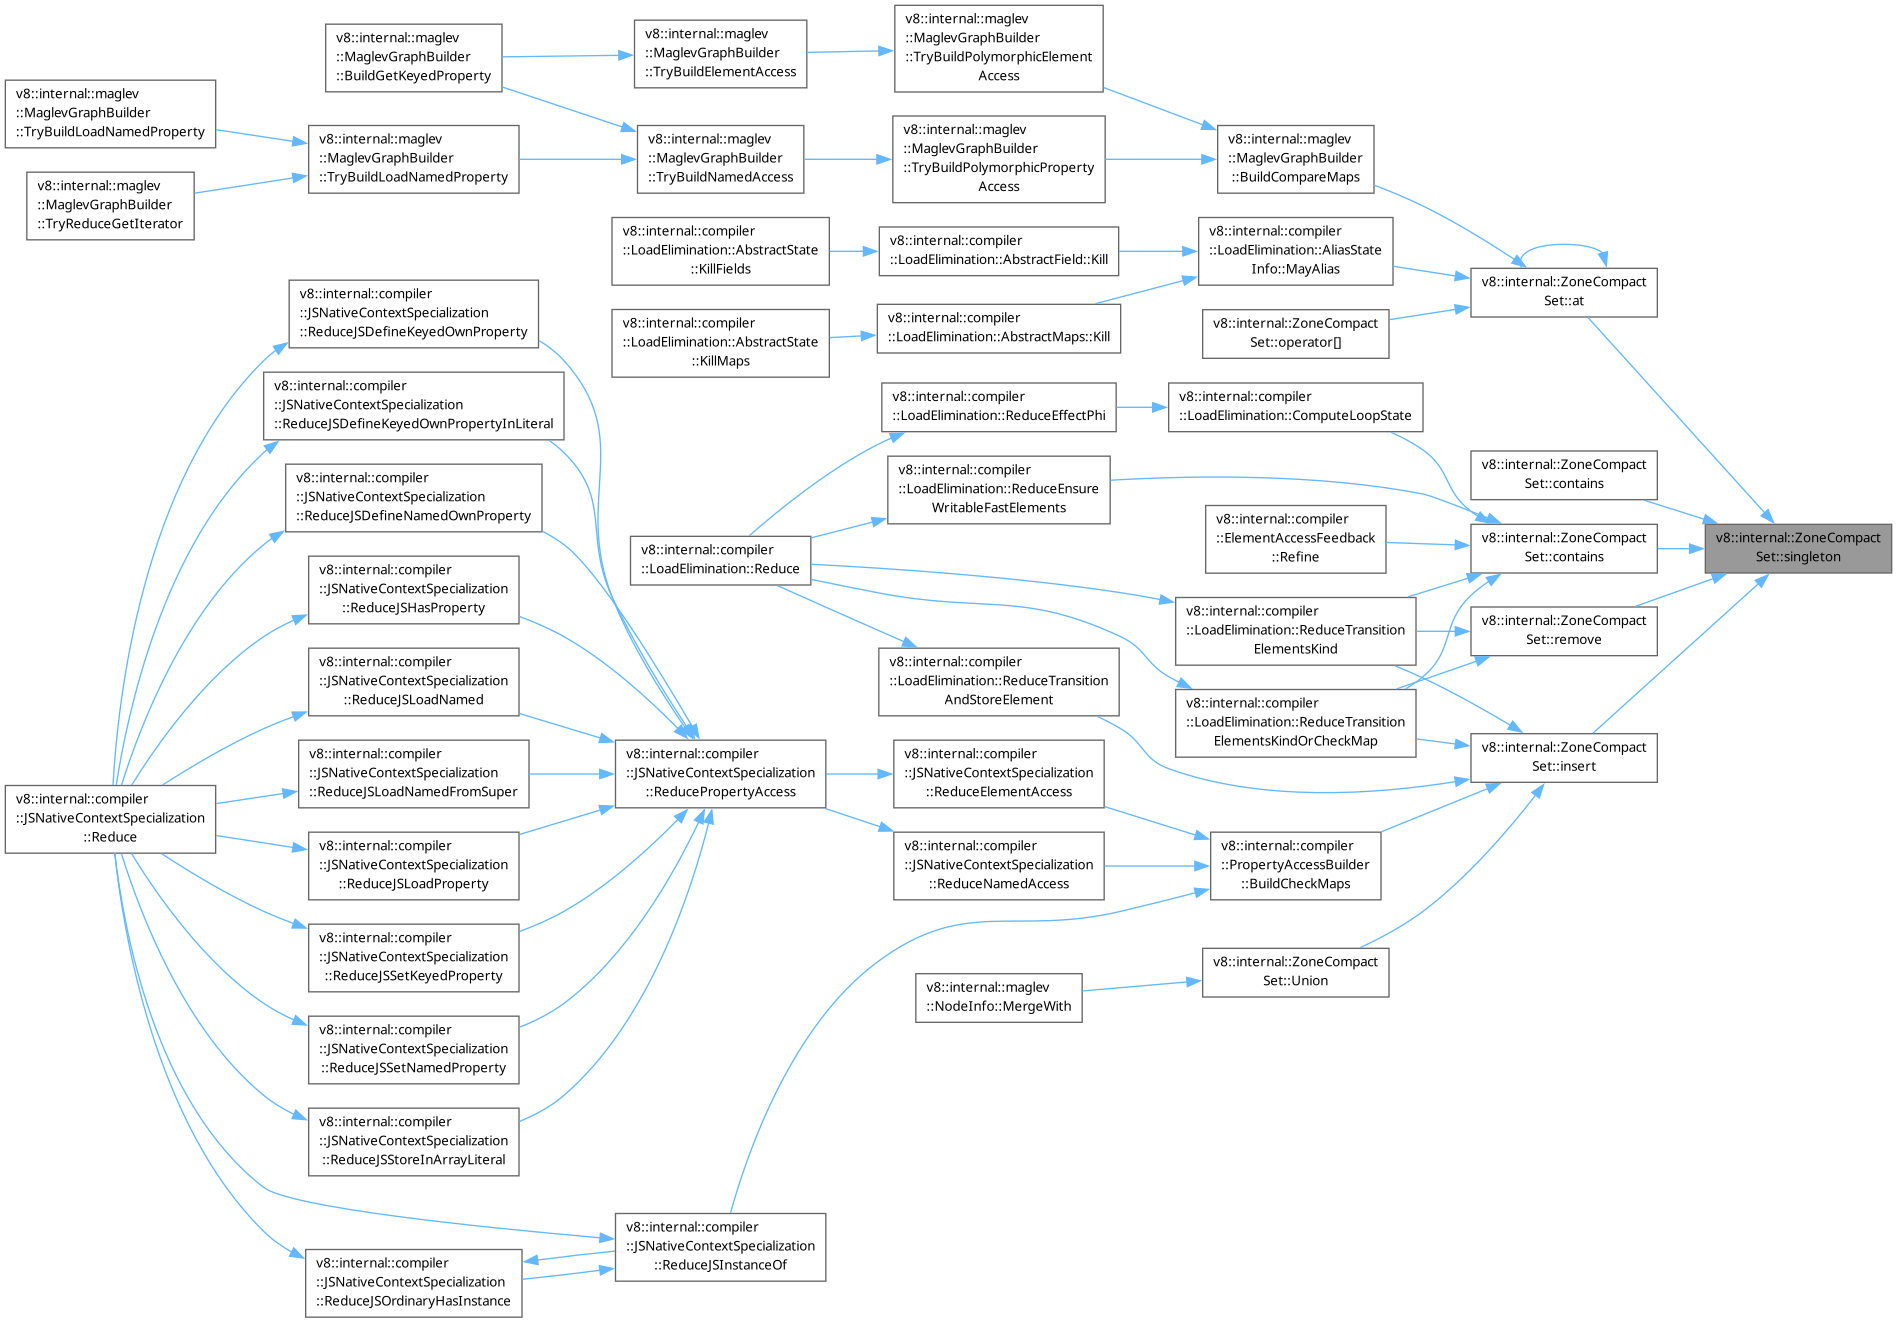 v8::internal::maglev
::MaglevGraphBuilder
::TryBuildLoadNamedProperty
v8::internal::maglev
::MaglevGraphBuilder
::TryReduceGetIterator
v8::internal::compiler
::JSNativeContextSpecialization
::Reduce
v8::internal::maglev
::MaglevGraphBuilder
::BuildGetKeyedProperty
v8::internal::maglev
::MaglevGraphBuilder
::TryBuildLoadNamedProperty
v8::internal::compiler
::JSNativeContextSpecialization
::ReduceJSDefineKeyedOwnProperty
v8::internal::compiler
::JSNativeContextSpecialization
::ReduceJSDefineKeyedOwnPropertyInLiteral
v8::internal::compiler
::JSNativeContextSpecialization
::ReduceJSDefineNamedOwnProperty
v8::internal::compiler
::JSNativeContextSpecialization
::ReduceJSHasProperty
v8::internal::compiler
::JSNativeContextSpecialization
::ReduceJSLoadNamed
v8::internal::compiler
::JSNativeContextSpecialization
::ReduceJSLoadNamedFromSuper
v8::internal::compiler
::JSNativeContextSpecialization
::ReduceJSLoadProperty
v8::internal::compiler
::JSNativeContextSpecialization
::ReduceJSSetKeyedProperty
v8::internal::compiler
::JSNativeContextSpecialization
::ReduceJSSetNamedProperty
v8::internal::compiler
::JSNativeContextSpecialization
::ReduceJSStoreInArrayLiteral
v8::internal::compiler
::JSNativeContextSpecialization
::ReduceJSOrdinaryHasInstance
v8::internal::maglev
::MaglevGraphBuilder
::TryBuildElementAccess
v8::internal::maglev
::MaglevGraphBuilder
::TryBuildNamedAccess
v8::internal::compiler
::LoadElimination::AbstractState
::KillFields
v8::internal::compiler
::LoadElimination::AbstractState
::KillMaps
v8::internal::compiler
::LoadElimination::Reduce
v8::internal::compiler
::JSNativeContextSpecialization
::ReducePropertyAccess
v8::internal::compiler
::JSNativeContextSpecialization
::ReduceJSInstanceOf
v8::internal::maglev
::MaglevGraphBuilder
::TryBuildPolymorphicElement
Access
v8::internal::maglev
::MaglevGraphBuilder
::TryBuildPolymorphicProperty
Access
v8::internal::compiler
::LoadElimination::AbstractField::Kill
v8::internal::compiler
::LoadElimination::AbstractMaps::Kill
v8::internal::compiler
::LoadElimination::ReduceEffectPhi
v8::internal::compiler
::LoadElimination::ReduceEnsure
WritableFastElements
v8::internal::compiler
::LoadElimination::ReduceTransition
AndStoreElement
v8::internal::compiler
::JSNativeContextSpecialization
::ReduceElementAccess
v8::internal::compiler
::JSNativeContextSpecialization
::ReduceNamedAccess
v8::internal::maglev
::NodeInfo::MergeWith
v8::internal::maglev
::MaglevGraphBuilder
::BuildCompareMaps
v8::internal::compiler
::LoadElimination::AliasState
Info::MayAlias
v8::internal::ZoneCompact
Set::operator[]
v8::internal::compiler
::LoadElimination::ComputeLoopState
v8::internal::compiler
::ElementAccessFeedback
::Refine
v8::internal::compiler
::LoadElimination::ReduceTransition
ElementsKind
v8::internal::compiler
::LoadElimination::ReduceTransition
ElementsKindOrCheckMap
v8::internal::compiler
::PropertyAccessBuilder
::BuildCheckMaps
v8::internal::ZoneCompact
Set::Union
v8::internal::ZoneCompact
Set::at
v8::internal::ZoneCompact
Set::contains
v8::internal::ZoneCompact
Set::contains
v8::internal::ZoneCompact
Set::remove
v8::internal::ZoneCompact
Set::insert
v8::internal::ZoneCompact
Set::singleton